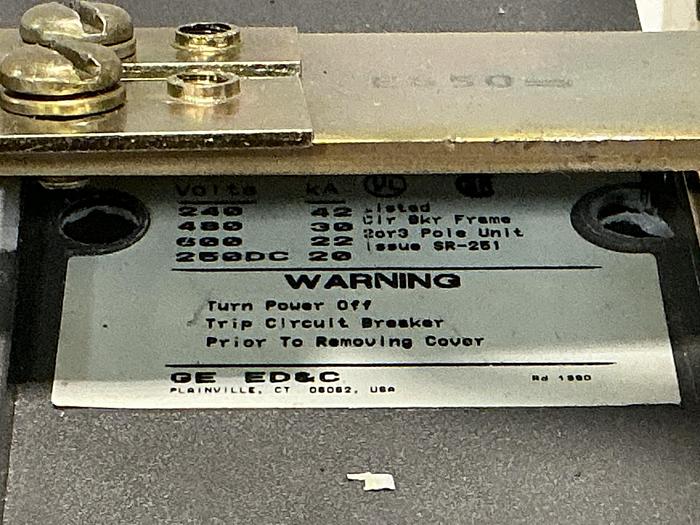 Volts kA UL
240 42 Listed
480 30 Cir Bkr Frame
600 22 2or3 Pole Unit
250DC 20 Issue SR-251
WARNING
Turn Power Off
Trip Circuit Breaker
Prior To Removing Cover
GE ED&C
PLAINVILLE, CT 06062, USA